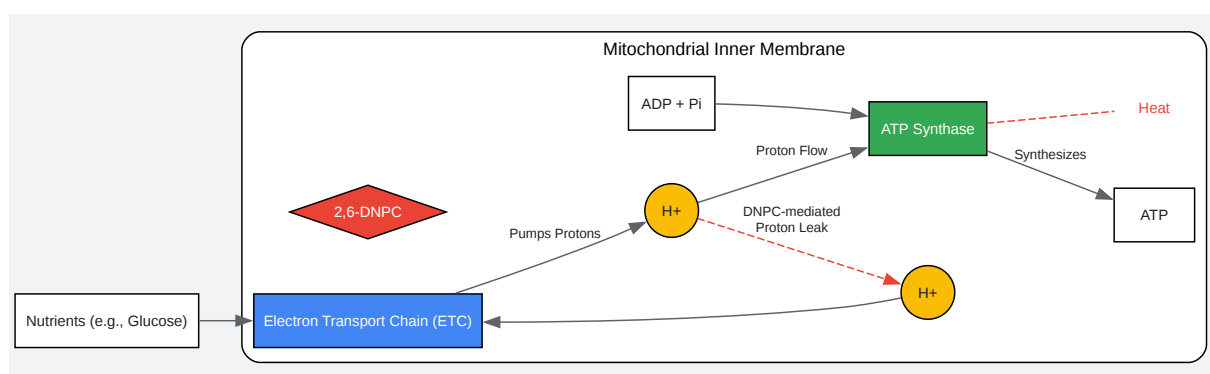 Mitochondrial Inner Membrane
ADP + Pi
ATP Synthase
Heat
Proton Flow
Synthesizes
2,6-DNPC
H+
DNPC-mediated
Proton Leak
ATP
Pumps Protons
H+
Nutrients (e.g., Glucose)
Electron Transport Chain (ETC)